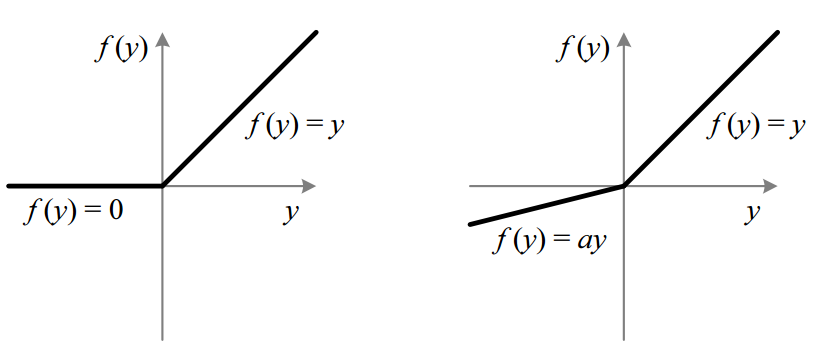 f(y)
f(y) = y
f(y) = 0
y
f(y)
f(y) = y
f(y) = ay
y